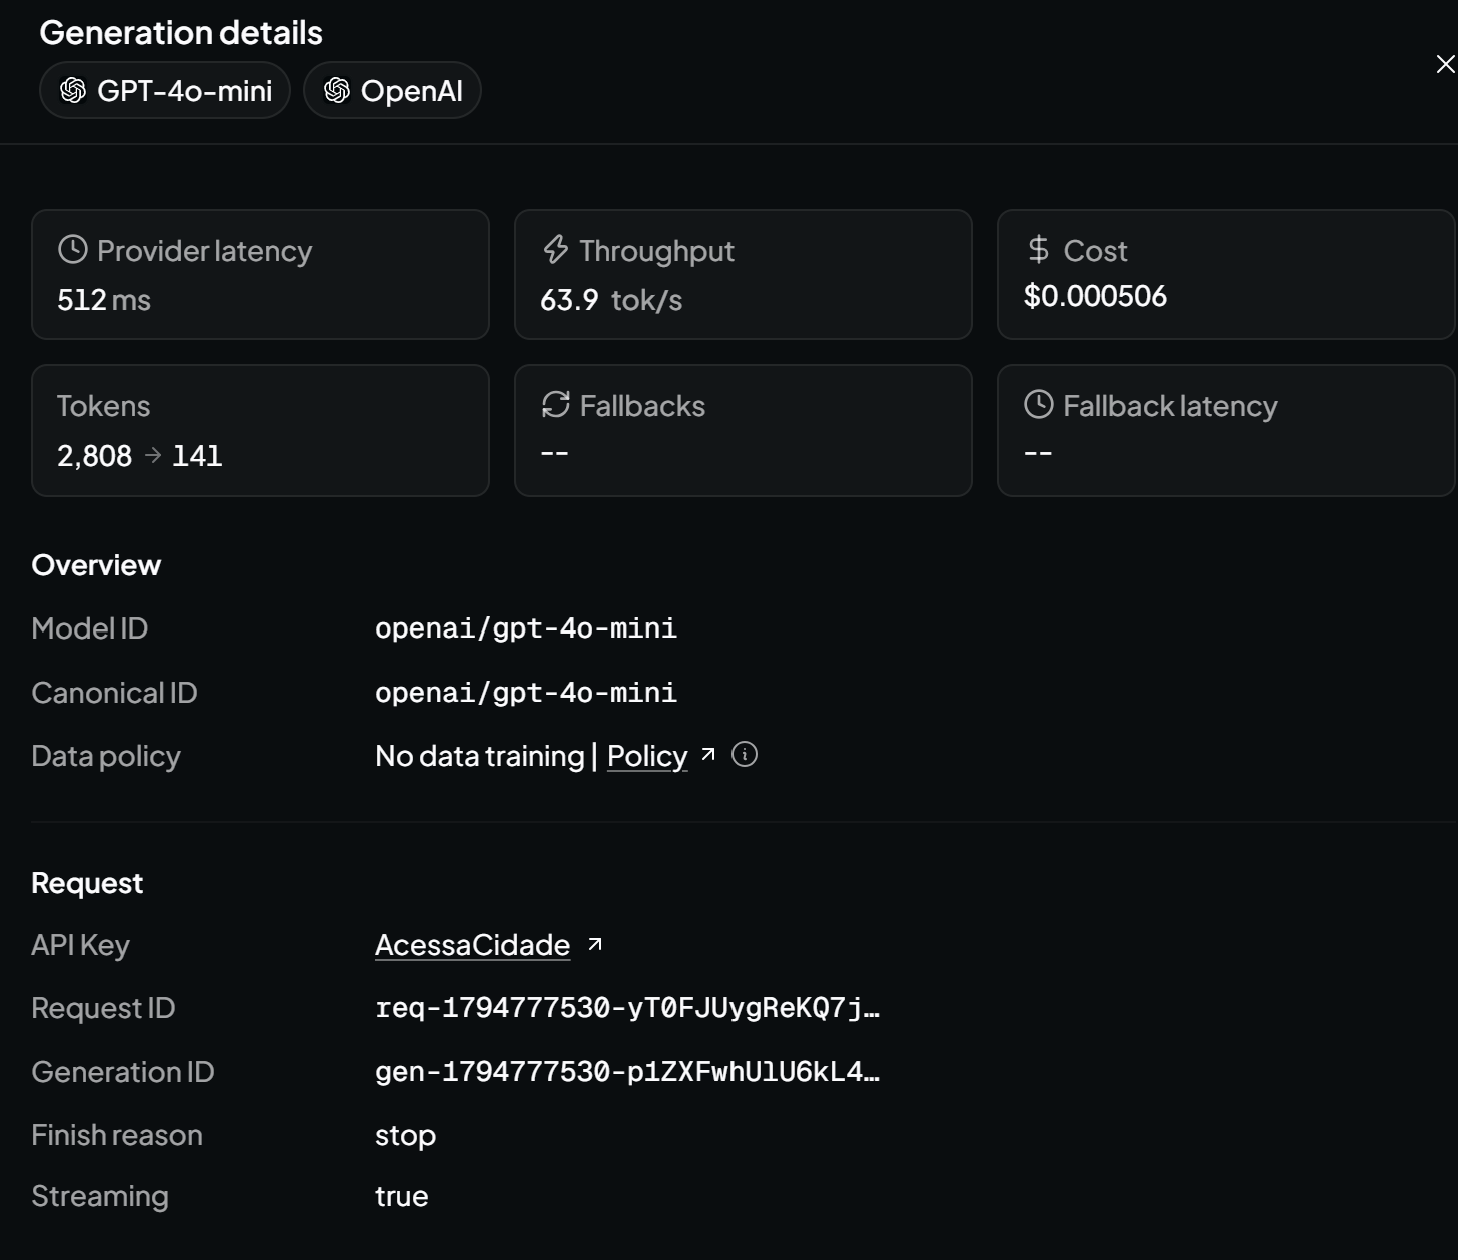 Generation details
GPT-4o-mini OpenAI
Provider latency
512 ms
Throughput
63.9 tok/s
Cost
$0.000506
Tokens
2,808 → 141
Fallbacks
--
Fallback latency
--
Overview
Model ID openai/gpt-4o-mini
Canonical ID openai/gpt-4o-mini
Data policy No data training | Policy
Request
API Key AcessaCidade
Request ID req-1794777530-yT0FJUygReKQ7j…
Generation ID gen-1794777530-p1ZXFwhUlU6kL4…
Finish reason stop
Streaming true